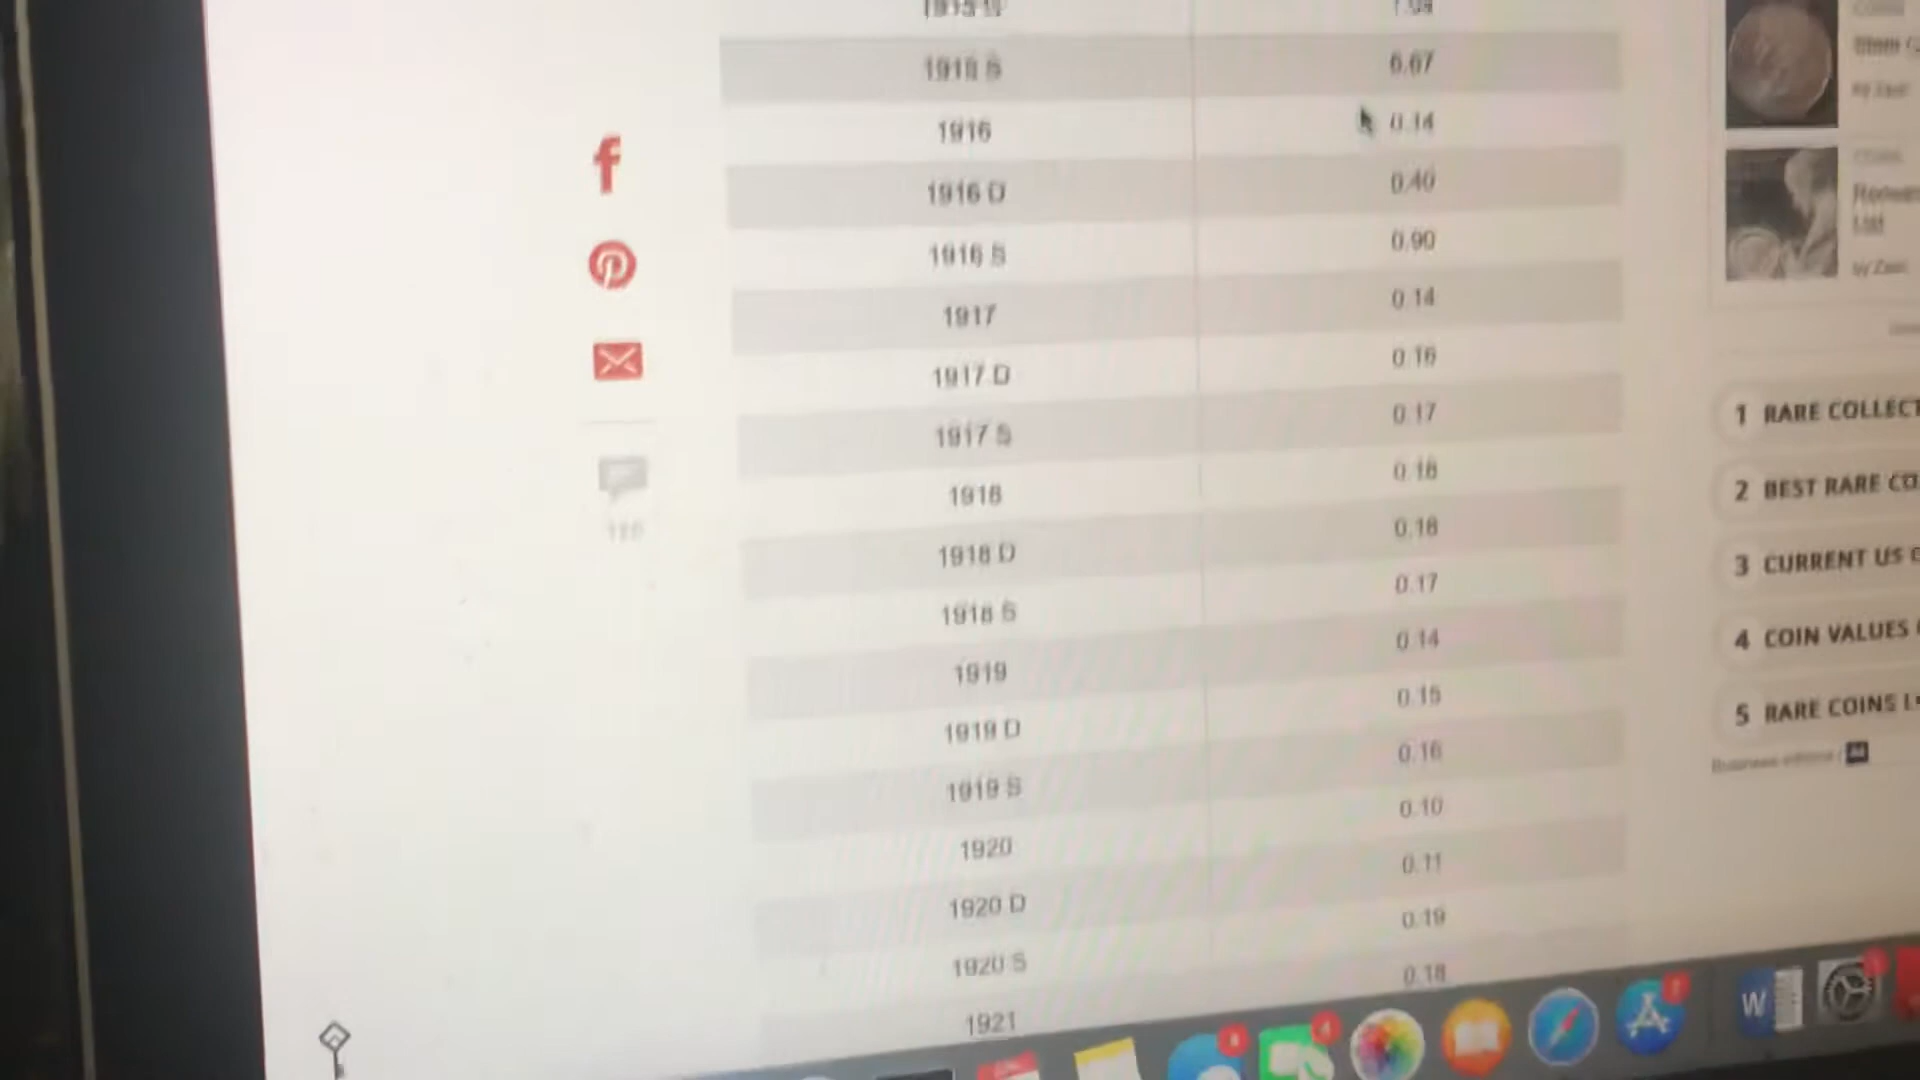 6.67
1916 0.14
1916 D 0.40
1916 S 0.90
1917 0.14
1917 D 0.16
1917 S 0.17
1918 0.18
1918 D 0.18
1918 S 0.17
1919 0.14
1919 D 0.15
1919 S 0.16
1920 0.10
1920 D 0.11
1920 S 0.19
1921 0.18
1 RARE COLLECT
2 BEST RARE CO
3 CURRENT US
4 COIN VALUES
5 RARE COINS
W